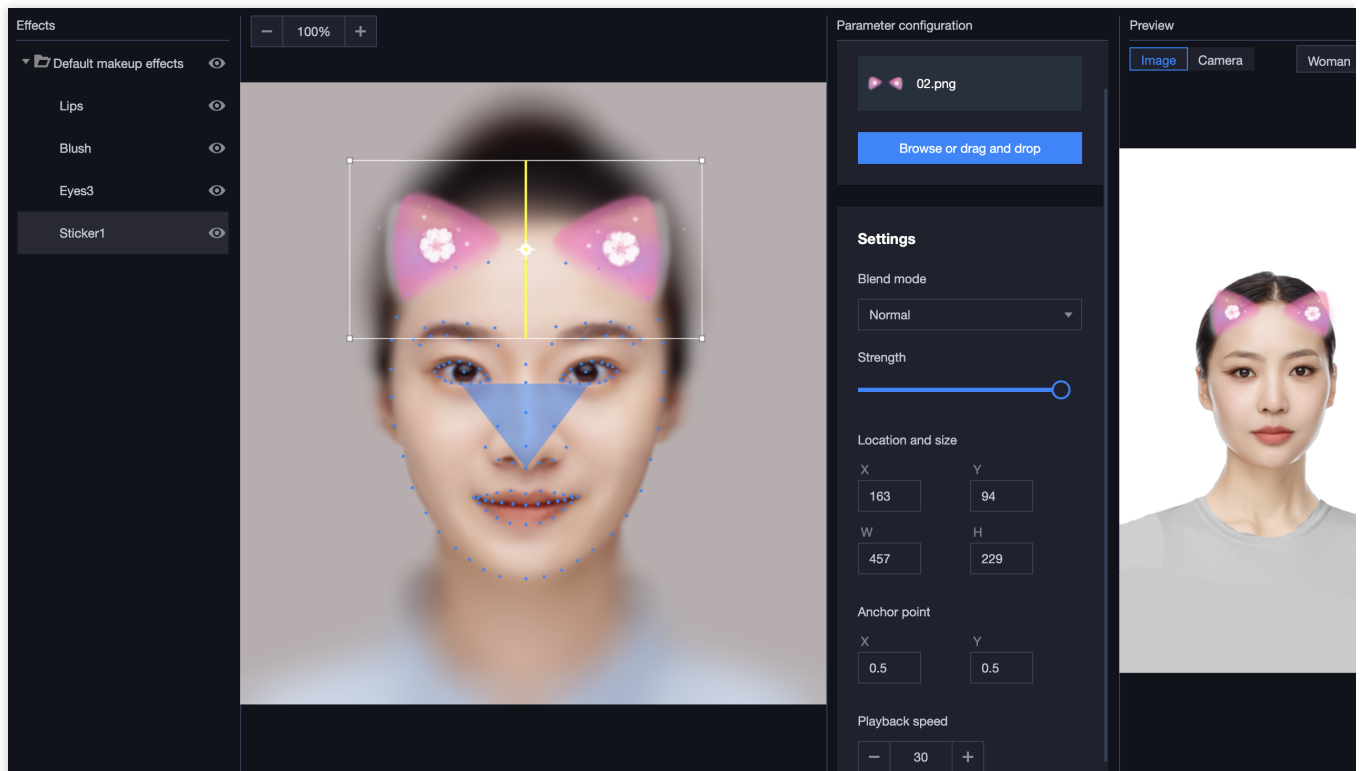 Effects
Default makeup effects
Lips
Blush
Eyes3
Sticker1
100%
Parameter configuration
02.png
Browse or drag and drop
Settings
Blend mode
Normal
Strength
Location and size
X Y
163 94
W H
457 229
Anchor point
X Y
0.5 0.5
Playback speed
30
Preview
Image Camera Woman